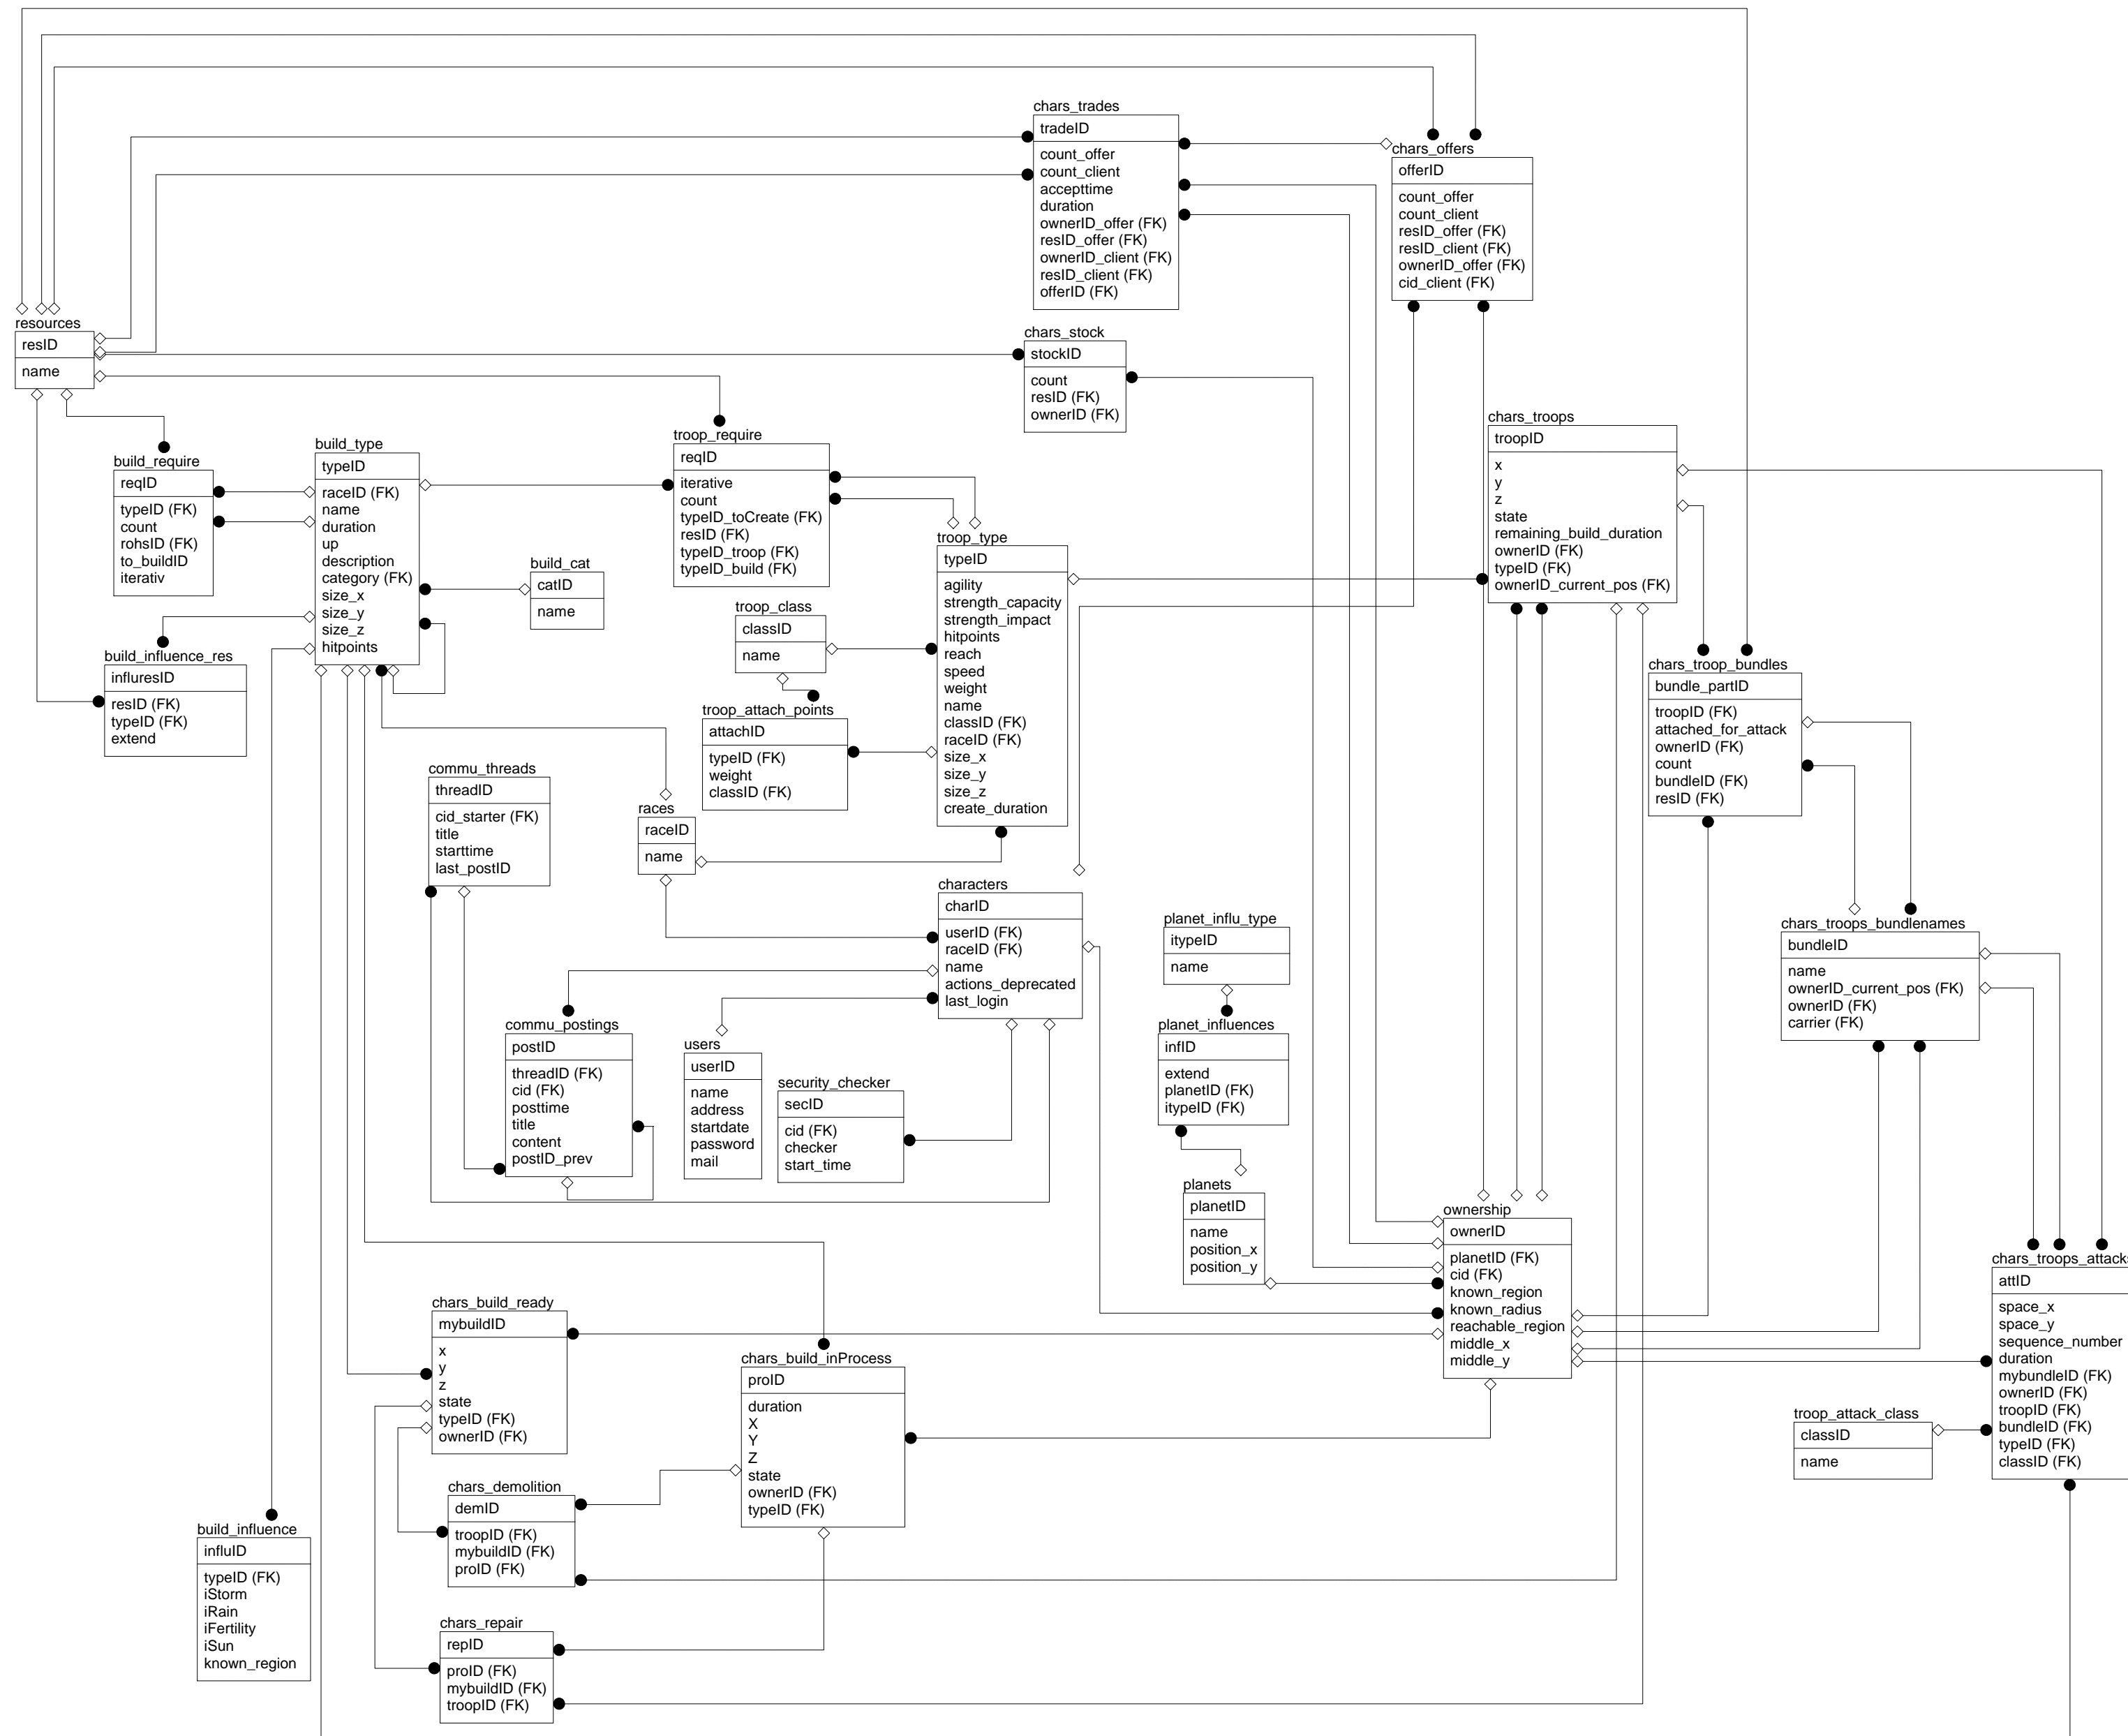 chars_trades
tradeID
count_offer
count_client
accepttime
duration
ownerID_offer (FK)
resID_offer (FK)
ownerID_client (FK)
resID_client (FK)
offerID (FK)
chars_offers
offerID
count_offer
count_client
resID_offer (FK)
resID_client (FK)
ownerID_offer (FK)
cid_client (FK)
resources
resID
name
chars_stock
stockID
count
resID (FK)
ownerID (FK)
chars_troops
troopID
x
y
z
state
remaining_build_duration
ownerID (FK)
typeID (FK)
ownerID_current_pos (FK)
build_require
reqID
typeID (FK)
count
rohsID (FK)
to_buildID
iterativ
build_type
typeID
raceID (FK)
name
duration
up
description
category (FK)
size_x
size_y
size_z
hitpoints
troop_require
reqID
iterative
count
typeID_toCreate (FK)
resID (FK)
typeID_troop (FK)
typeID_build (FK)
build_cat
catID
name
troop_type
typeID
agility
strength_capacity
strength_impact
hitpoints
reach
speed
weight
name
classID (FK)
raceID (FK)
size_x
size_y
size_z
create_duration
troop_class
classID
name
build_influence_res
influresID
resID (FK)
typeID (FK)
extend
troop_attach_points
attachID
typeID (FK)
weight
classID (FK)
chars_troop_bundles
bundle_partID
troopID (FK)
attached_for_attack
ownerID (FK)
count
bundleID (FK)
resID (FK)
commu_threads
threadID
cid_starter (FK)
title
starttime
last_postID
races
raceID
name
characters
charID
userID (FK)
raceID (FK)
name
actions_deprecated
last_login
planet_influ_type
itypeID
name
chars_troops_bundlenames
bundleID
name
ownerID_current_pos (FK)
ownerID (FK)
carrier (FK)
commu_postings
postID
threadID (FK)
cid (FK)
posttime
title
content
postID_prev
users
userID
name
address
startdate
password
mail
security_checker
secID
cid (FK)
checker
start_time
planet_influences
infID
extend
planetID (FK)
itypeID (FK)
planets
planetID
name
position_x
position_y
ownership
ownerID
planetID (FK)
cid (FK)
known_region
known_radius
reachable_region
middle_x
middle_y
chars_troops_attacks
attID
space_x
space_y
sequence_number
duration
mybundleID (FK)
ownerID (FK)
troopID (FK)
bundleID (FK)
typeID (FK)
classID (FK)
chars_build_ready
mybuildID
x
y
z
state
typeID (FK)
ownerID (FK)
chars_build_inProcess
proID
duration
X
Y
Z
state
ownerID (FK)
typeID (FK)
troop_attack_class
classID
name
chars_demolition
demID
troopID (FK)
mybuildID (FK)
proID (FK)
build_influence
influID
typeID (FK)
iStorm
iRain
iFertility
iSun
known_region
chars_repair
repID
proID (FK)
mybuildID (FK)
troopID (FK)